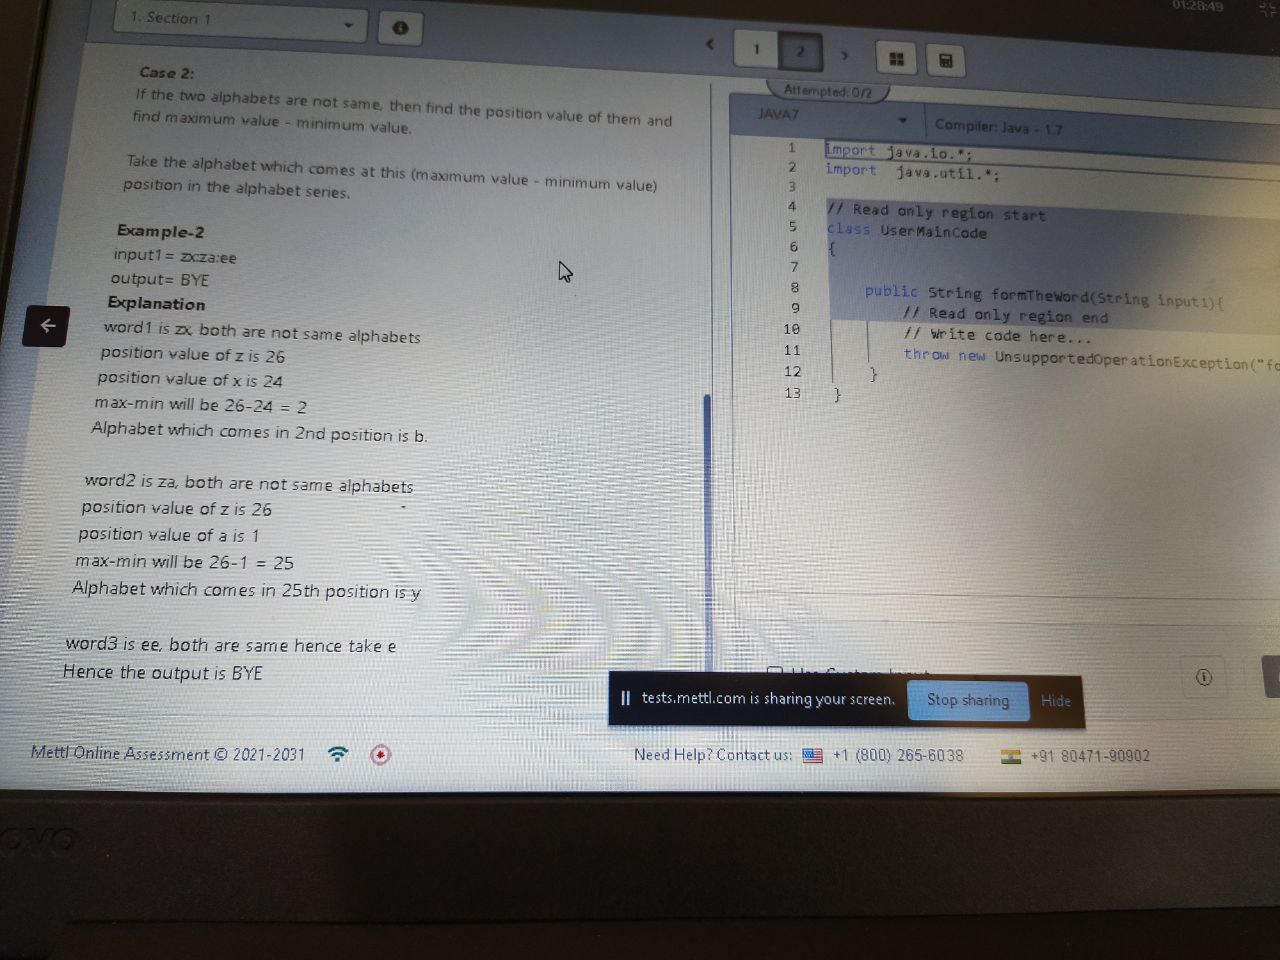 1. Section 1
01:28:49
1
2
Attempted: 0/2
Case 2:
If the two alphabets are not same, then find the position value of them and
find maximum value - minimum value.
Take the alphabet which comes at this (maximum value - minimum value)
position in the alphabet series.
Example-2
input1= zx:za:ee
output= BYE
Explanation
word1 is zx, both are not same alphabets
position value of z is 26
position value of x is 24
max-min will be 26-24 = 2
Alphabet which comes in 2nd position is b.
word2 is za, both are not same alphabets
position value of z is 26
position value of a is 1
max-min will be 26-1 = 25
Alphabet which comes in 25th position is y
word3 is ee, both are same hence take e
Hence the output is BYE
JAVA7
Compiler: Java - 1.7
1 import java.io.*;
2 import java.util.*;
3
4 // Read only region start
5 class UserMainCode
6 {
7
8 public String formTheWord(String input1){
9 // Read only region end
10 // Write code here...
11 throw new UnsupportedOperationException("fo
12 }
13 }
Use Custom Input
tests.mettl.com is sharing your screen.
Stop sharing
Hide
Mettl Online Assessment © 2021-2031
Need Help? Contact us:
+1 (800) 265-6038
+91 80471-90902